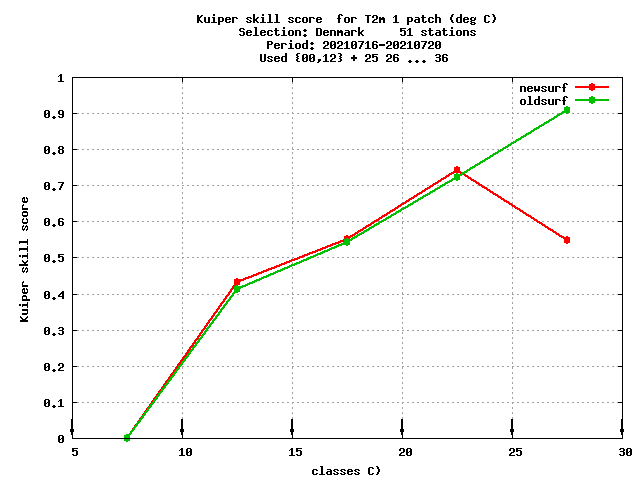 Kuiper skill score  for T2m 1 patch (deg C)
Selection: Denmark     51 stations
Period: 20210716-20210720
Used {00,12} + 25 26 ... 36
newsurf
oldsurf
Kuiper skill score
1
0.9
0.8
0.7
0.6
0.5
0.4
0.3
0.2
0.1
0
5 10 15 20 25 30
classes C)